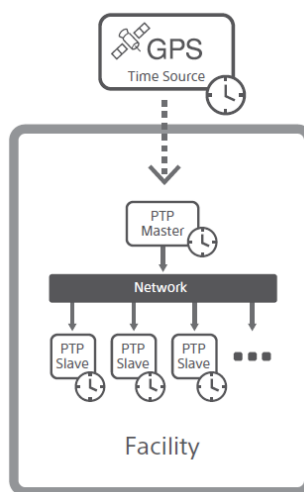 GPS
Time Source
PTP
Master
Network
PTP
Slave
PTP
Slave
PTP
Slave
Facility